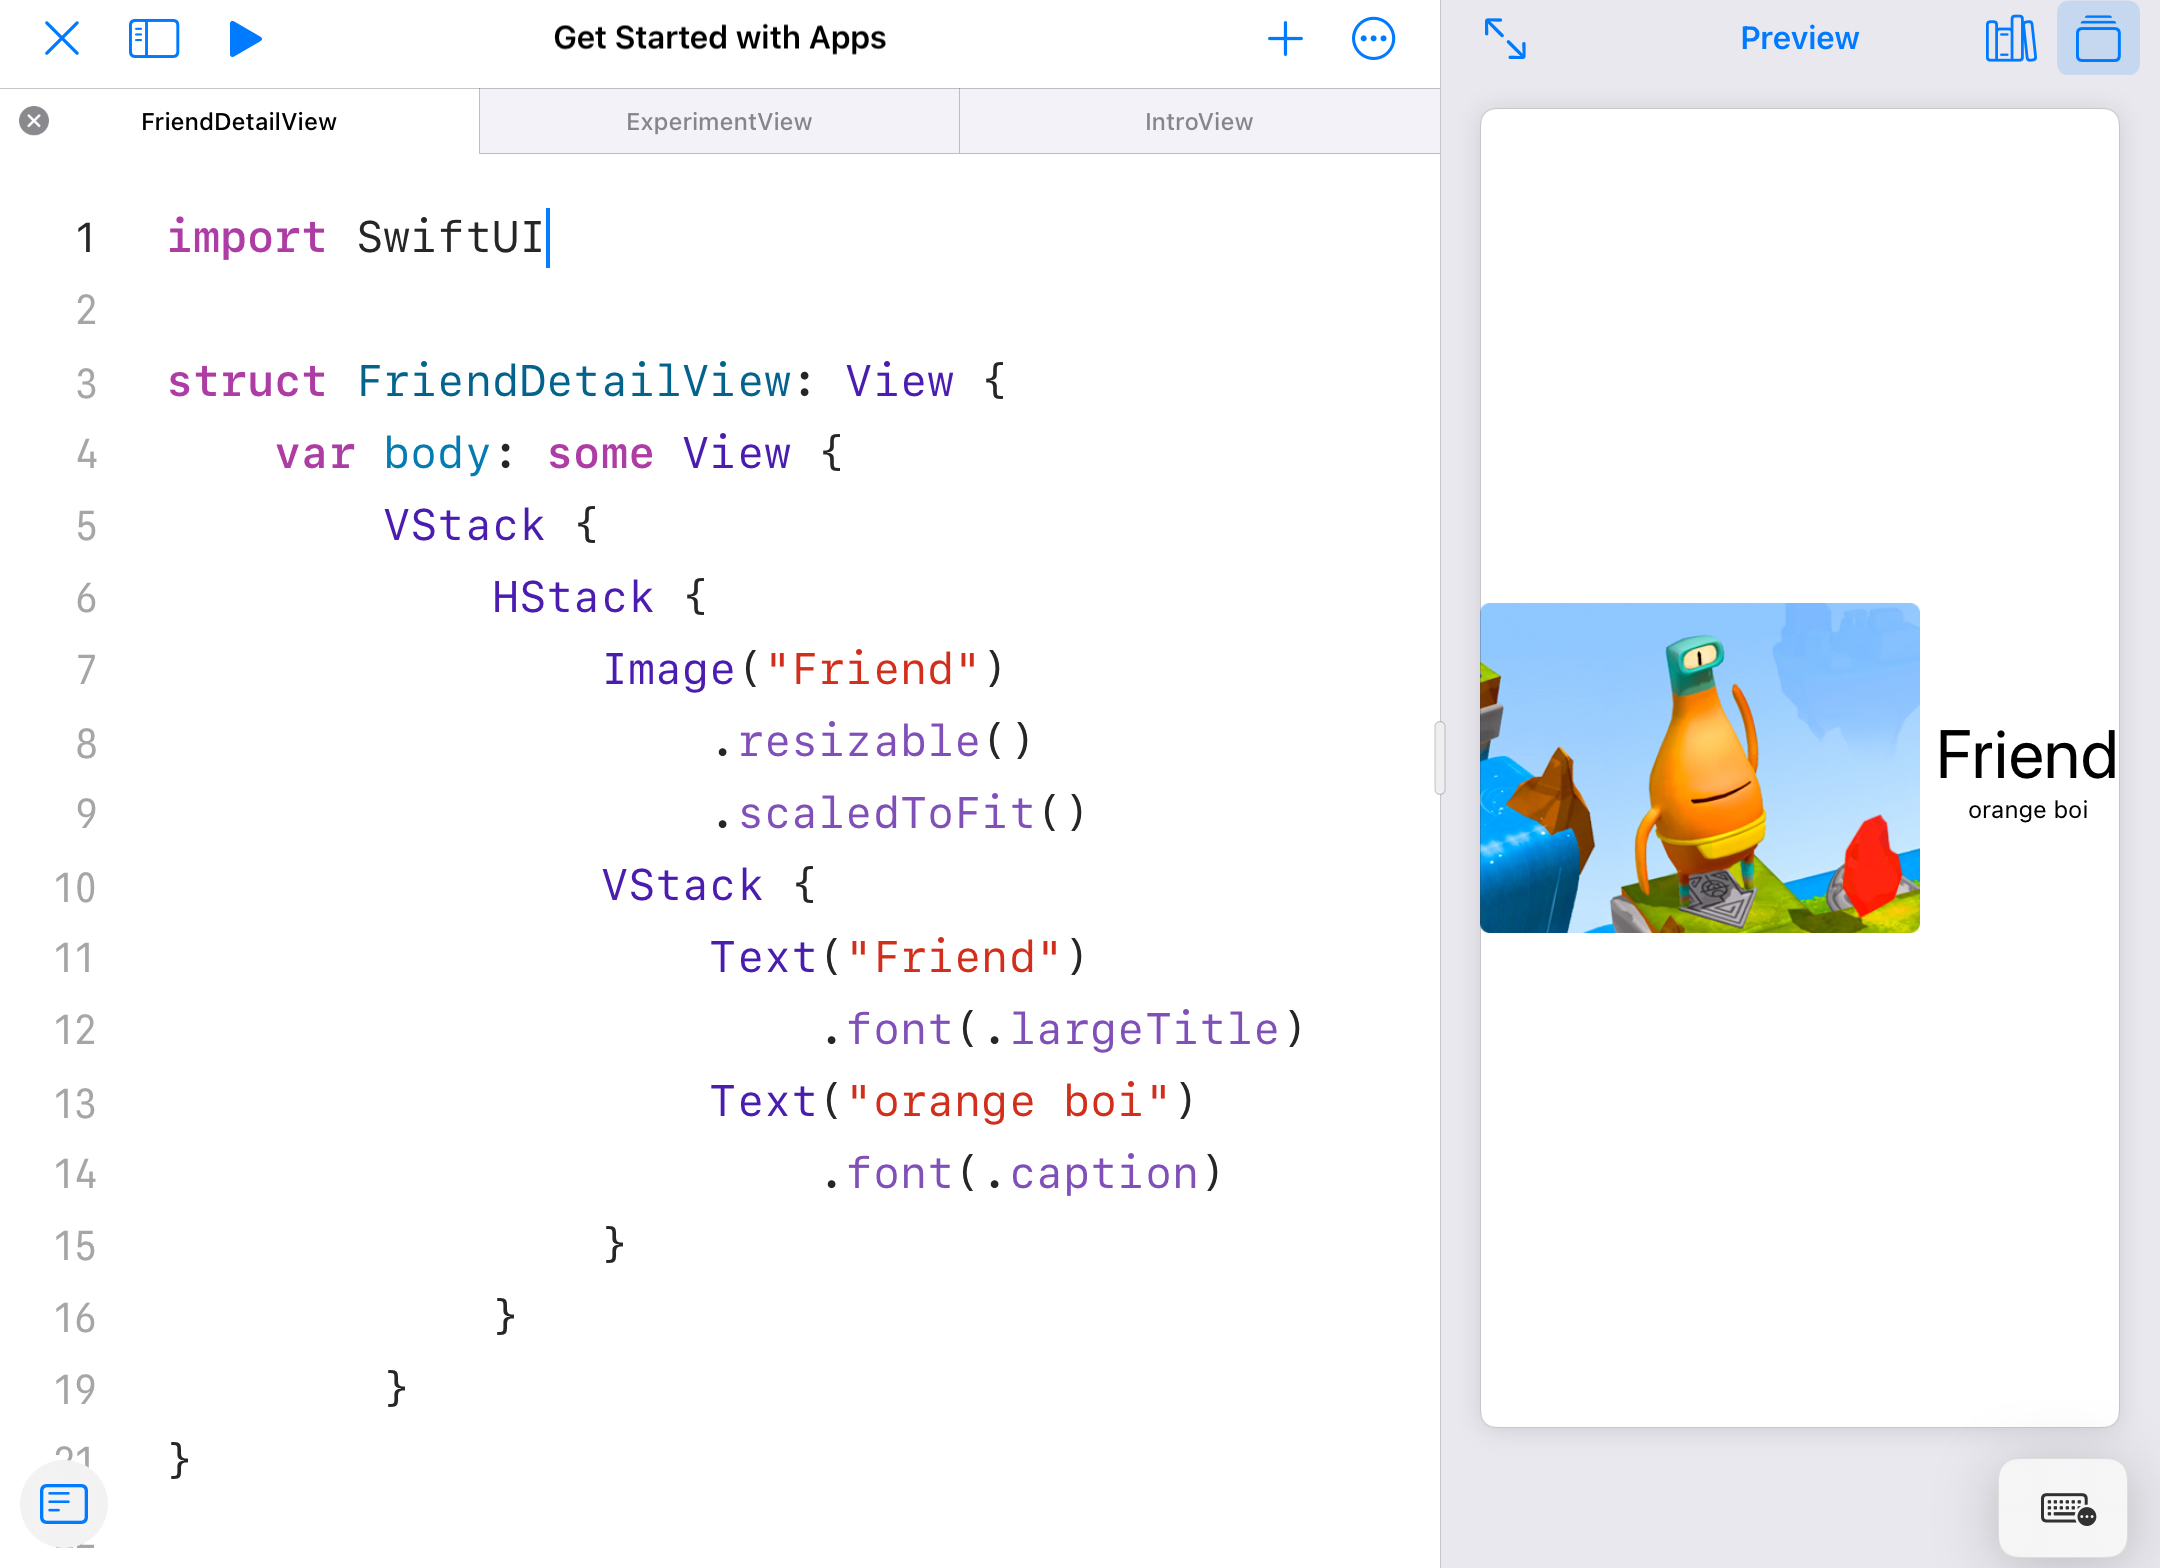 Get Started with Apps
Preview
FriendDetailView
ExperimentView
IntroView
1 import SwiftUI
2
3 struct FriendDetailView: View {
4 var body: some View {
5 VStack {
6 HStack {
7 Image("Friend")
8 .resizable()
9 .scaledToFit()
10 VStack {
11 Text("Friend")
12 .font(.largeTitle)
13 Text("orange boi")
14 .font(.caption)
15 }
16 }
19 }
21 }
Friend
orange boi